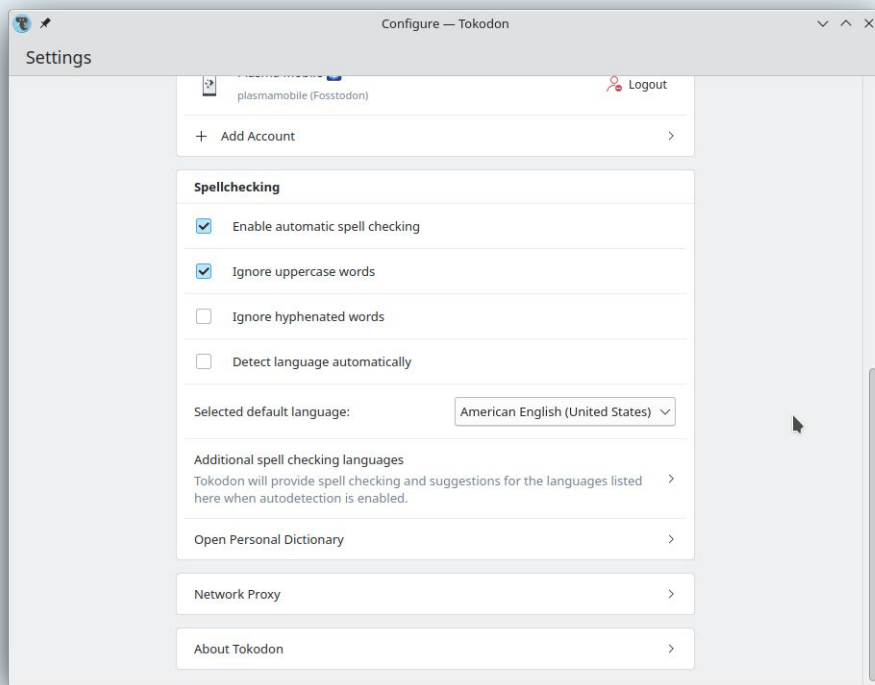 Configure — Tokodon
Settings
Plasma Mobile
plasmamobile (Fosstodon)
Logout
Add Account
Spellchecking
Enable automatic spell checking
Ignore uppercase words
Ignore hyphenated words
Detect language automatically
Selected default language:
American English (United States)
Additional spell checking languages
Tokodon will provide spell checking and suggestions for the languages listed
here when autodetection is enabled.
Open Personal Dictionary
Network Proxy
About Tokodon